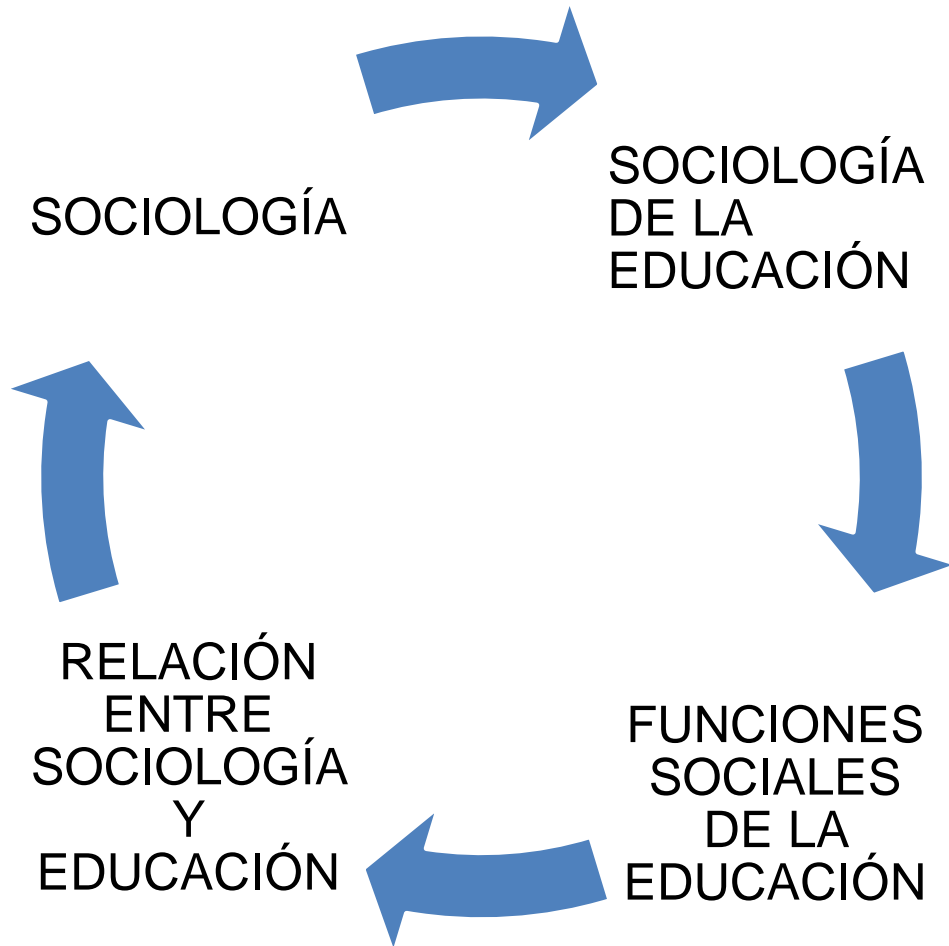 SOCIOLOGÍA
SOCIOLOGÍA
DE LA
EDUCACIÓN
FUNCIONES
SOCIALES
DE LA
EDUCACIÓN
RELACIÓN
ENTRE
SOCIOLOGÍA
Y
EDUCACIÓN